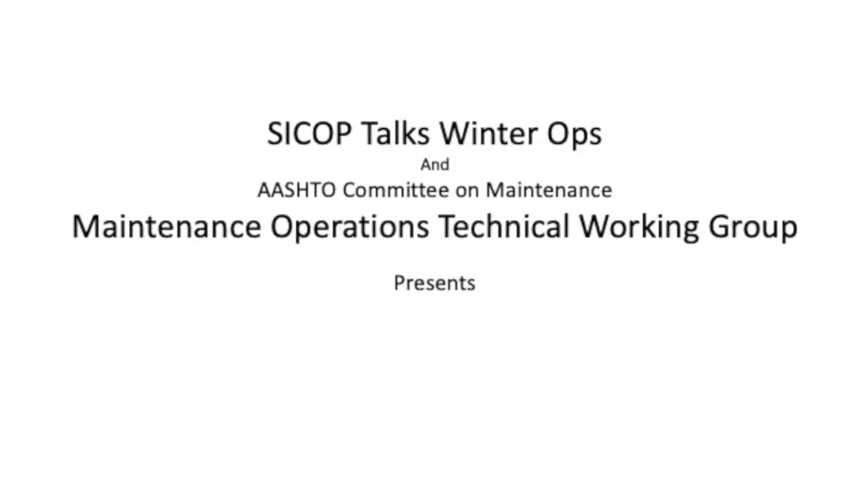 SICOP Talks Winter Ops
And
AASHTO Committee on Maintenance
Maintenance Operations Technical Working Group
Presents